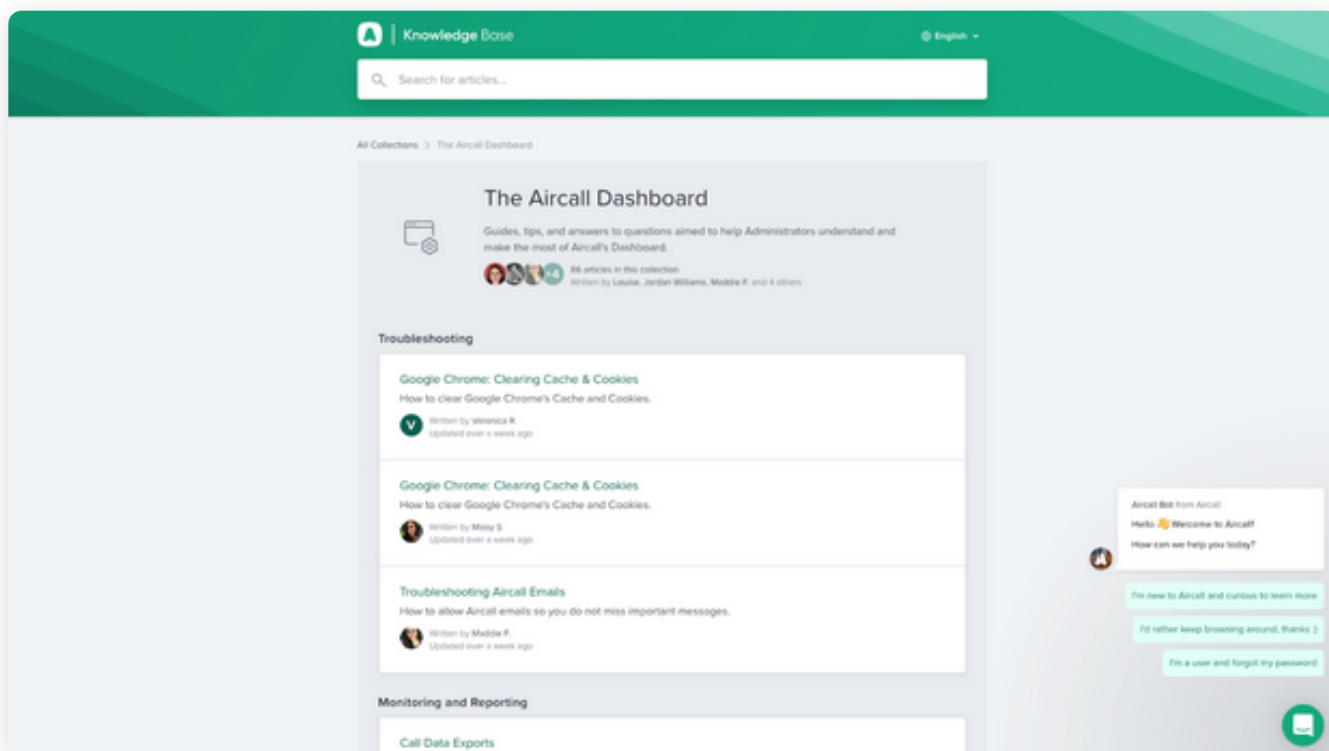 A | Knowledge Base
English
Search for articles...
All Collections > The Aircall Dashboard
The Aircall Dashboard
Guides, tips, and answers to questions aimed to help Administrators understand and
make the most of Aircall's Dashboard.
+4
86 articles in this collection
Written by Louise, Jordan Williams, Maddie F. and 4 others
Troubleshooting
Google Chrome: Clearing Cache & Cookies
How to clear Google Chrome's Cache and Cookies.
V
Written by Veronica R.
Updated over a week ago
Google Chrome: Clearing Cache & Cookies
How to clear Google Chrome's Cache and Cookies.
Written by Missy S
Updated over a week ago
Troubleshooting Aircall Emails
How to allow Aircall emails so you do not miss important messages.
Written by Maddie F.
Updated over a week ago
Monitoring and Reporting
Call Data Exports
Aircall Bot from Aircall
Hello 👋 Welcome to Aircall!
How can we help you today?
I'm new to Aircall and curious to learn more
I'd rather keep browsing around, thanks :)
I'm a user and forgot my password